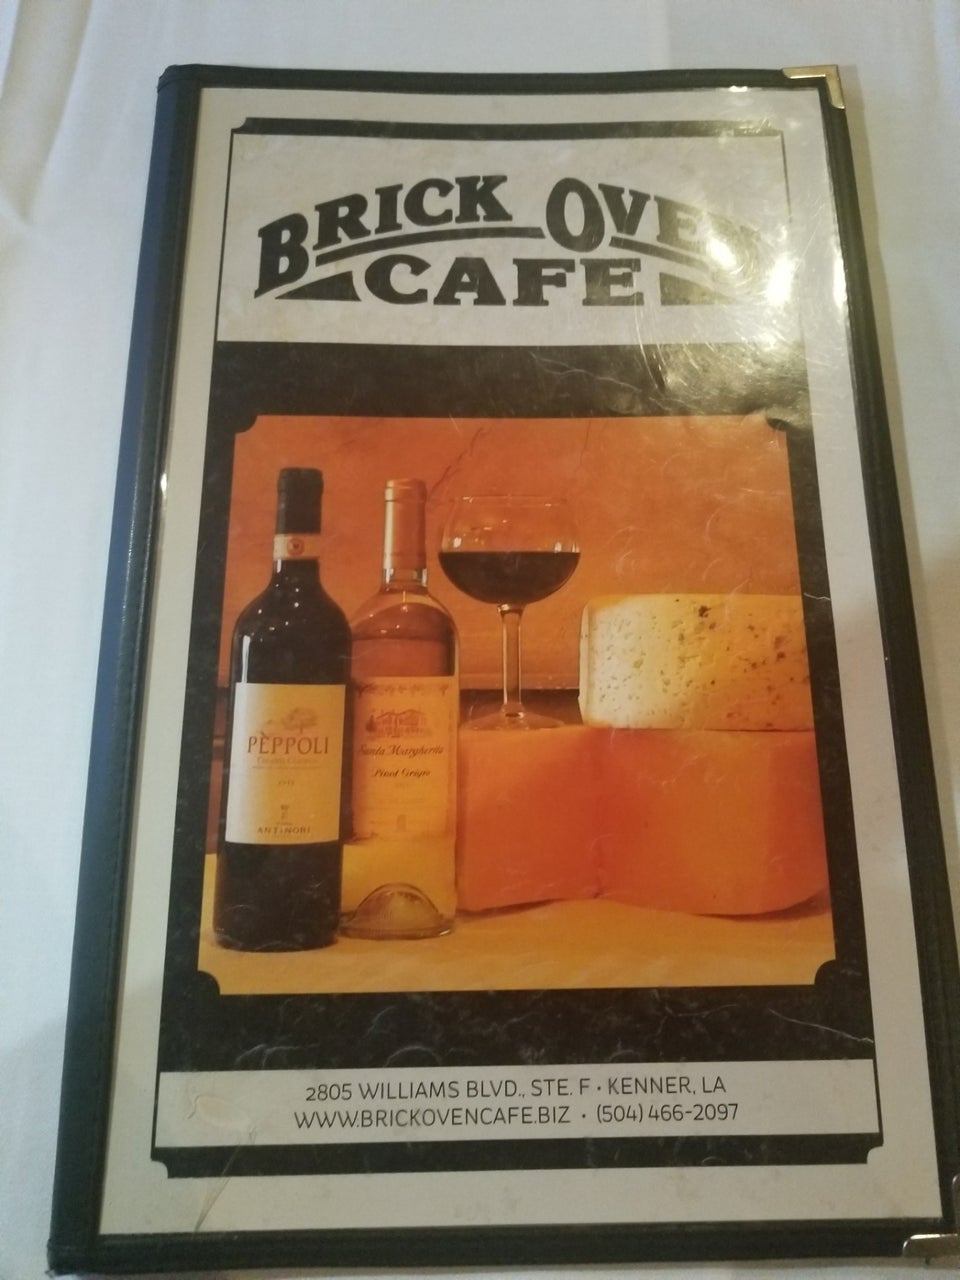 BRICK OVEN
CAFE
PÈPPOLI
ANTINORI
Santa Margherita
Pinot Grigio
2805 WILLIAMS BLVD., STE. F • KENNER, LA
WWW.BRICKOVENCAFE.BIZ • (504) 466-2097